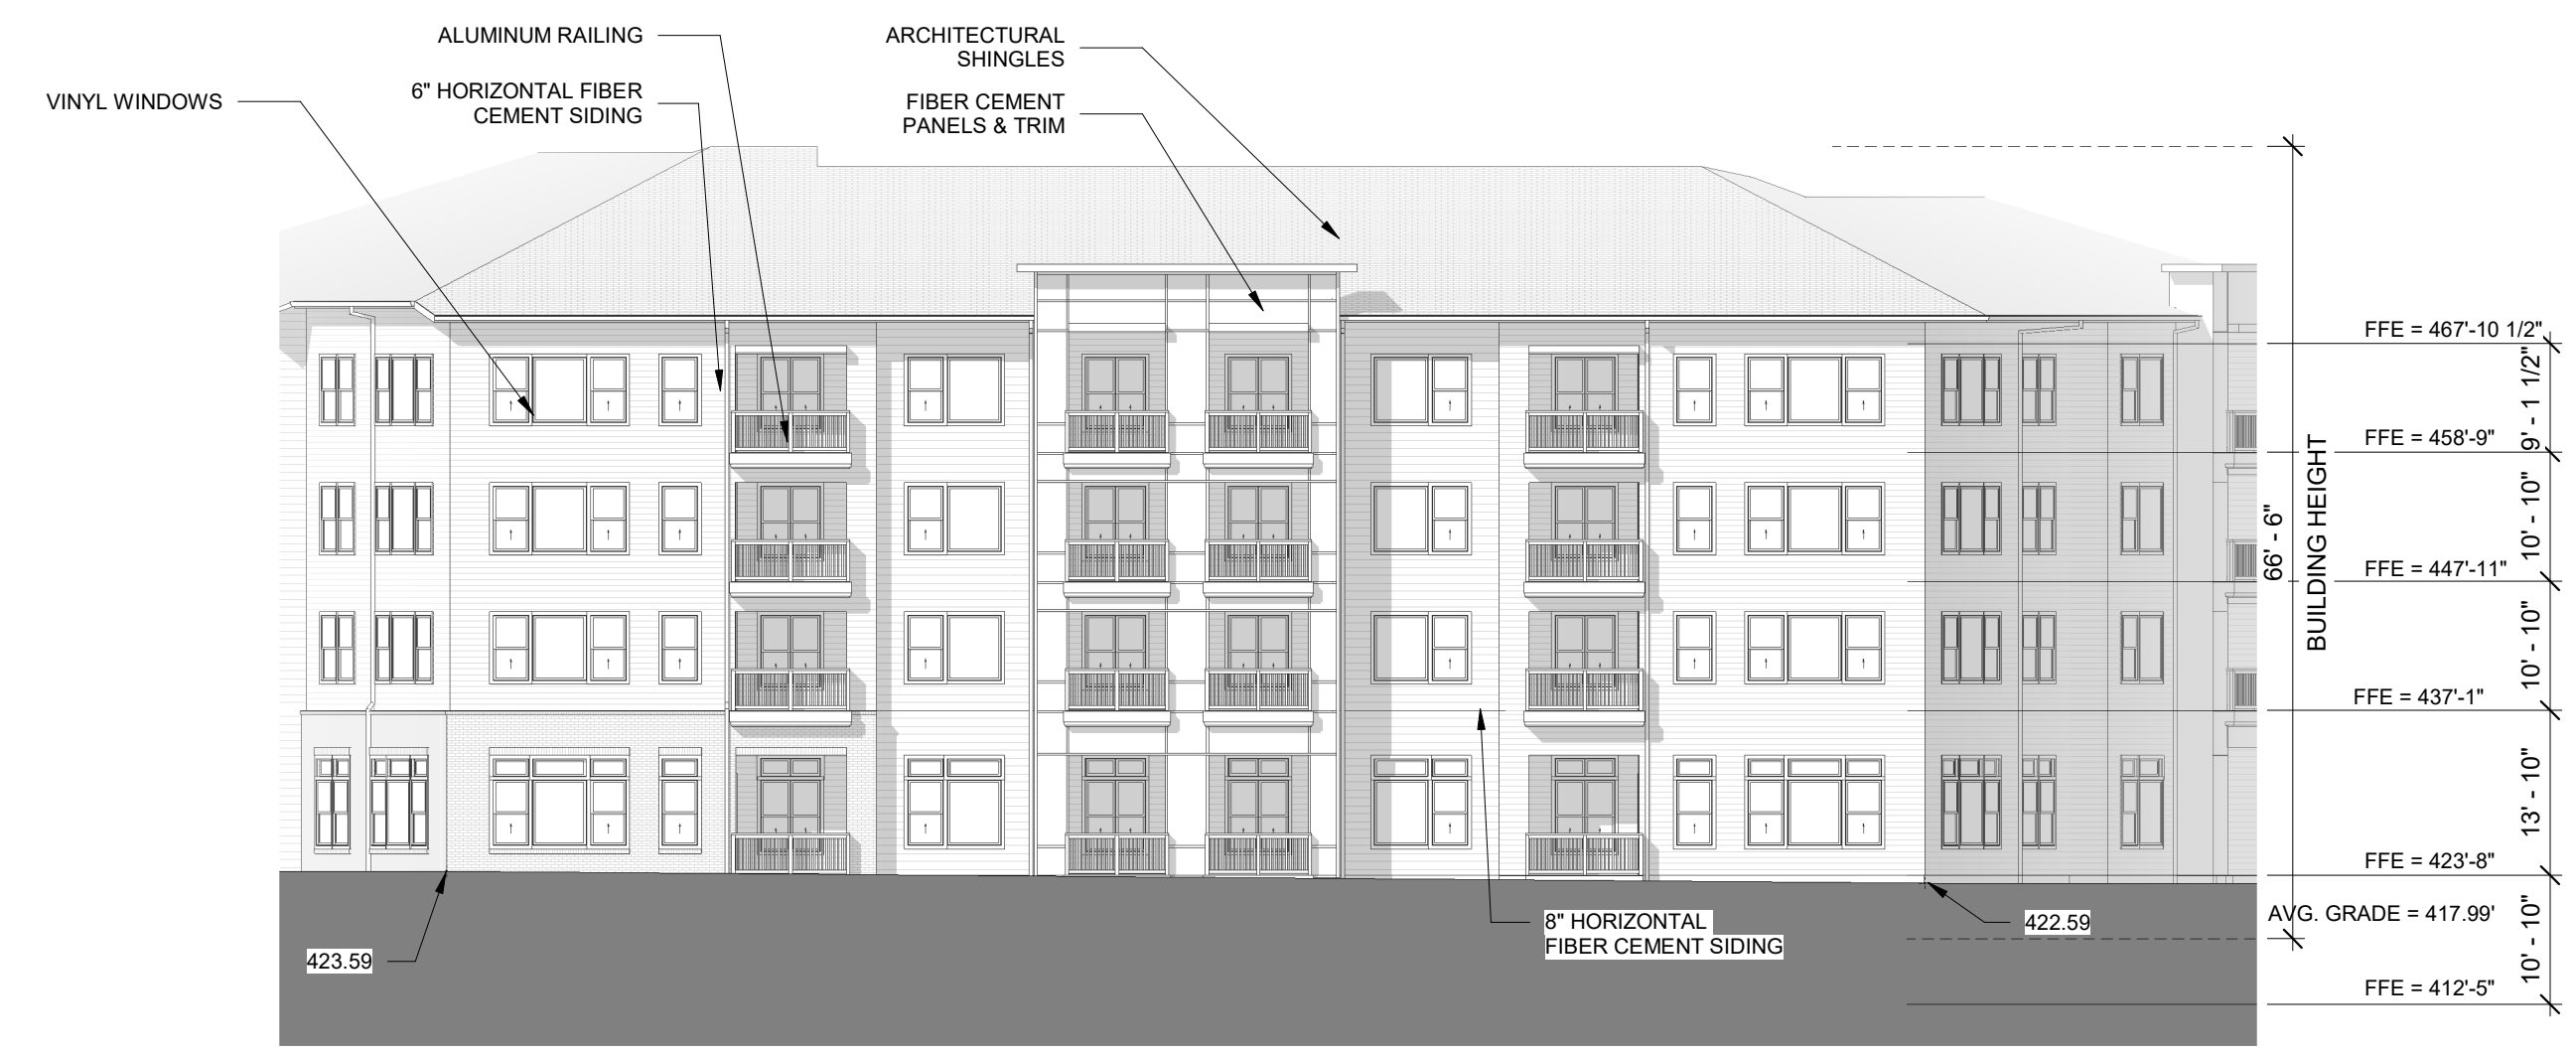 ALUMINUM RAILING
ARCHITECTURAL
SHINGLES
VINYL WINDOWS
6" HORIZONTAL FIBER
CEMENT SIDING
FIBER CEMENT
PANELS & TRIM
FFE = 467'-10 1/2"
9' - 1 1/2"
FFE = 458'-9"
10' - 10"
66' - 6"
BUILDING HEIGHT
FFE = 447'-11"
10' - 10"
FFE = 437'-1"
13' - 10"
FFE = 423'-8"
AVG. GRADE = 417.99'
10' - 10"
FFE = 412'-5"
8" HORIZONTAL
FIBER CEMENT SIDING
422.59
423.59